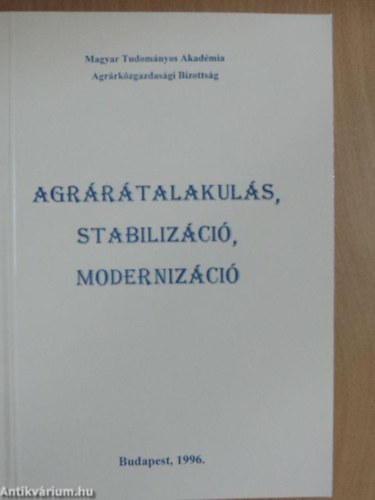 Magyar Tudományos Akadémia
Agrárközgazdasági Bizottság
AGRÁRÁTALAKULÁS,
STABILIZÁCIÓ,
MODERNIZÁCIÓ
Budapest, 1996.
Antikvárium.hu